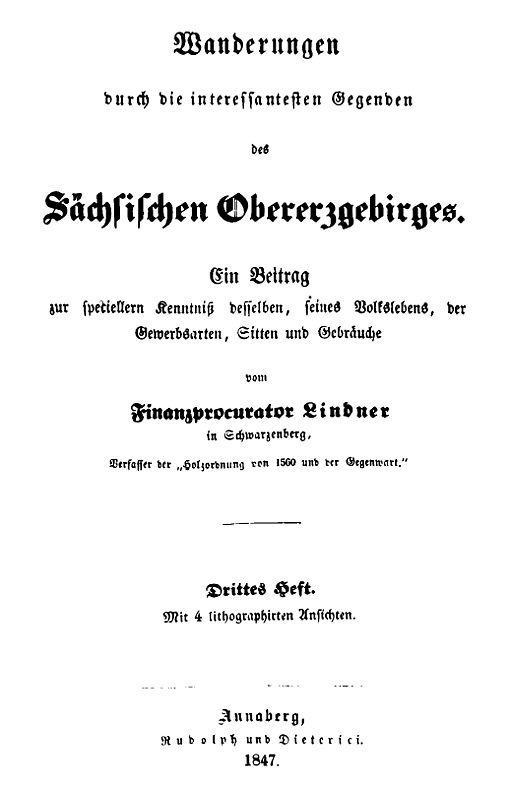 Wanderungen
durch die interessantesten Gegenden
des
Sächsischen Obererzgebirges.
Ein Beitrag
zur speciellern Kenntniß desselben, seines Volkslebens, der
Gewerbsarten, Sitten und Gebräuche
vom
Finanzprocurator Lindner
in Schwarzenberg,
Verfasser der „Holzordnung von 1560 und der Gegenwart.“
Drittes Heft.
Mit 4 lithographirten Ansichten.
Annaberg,
Rudolph und Dieterici.
1847.